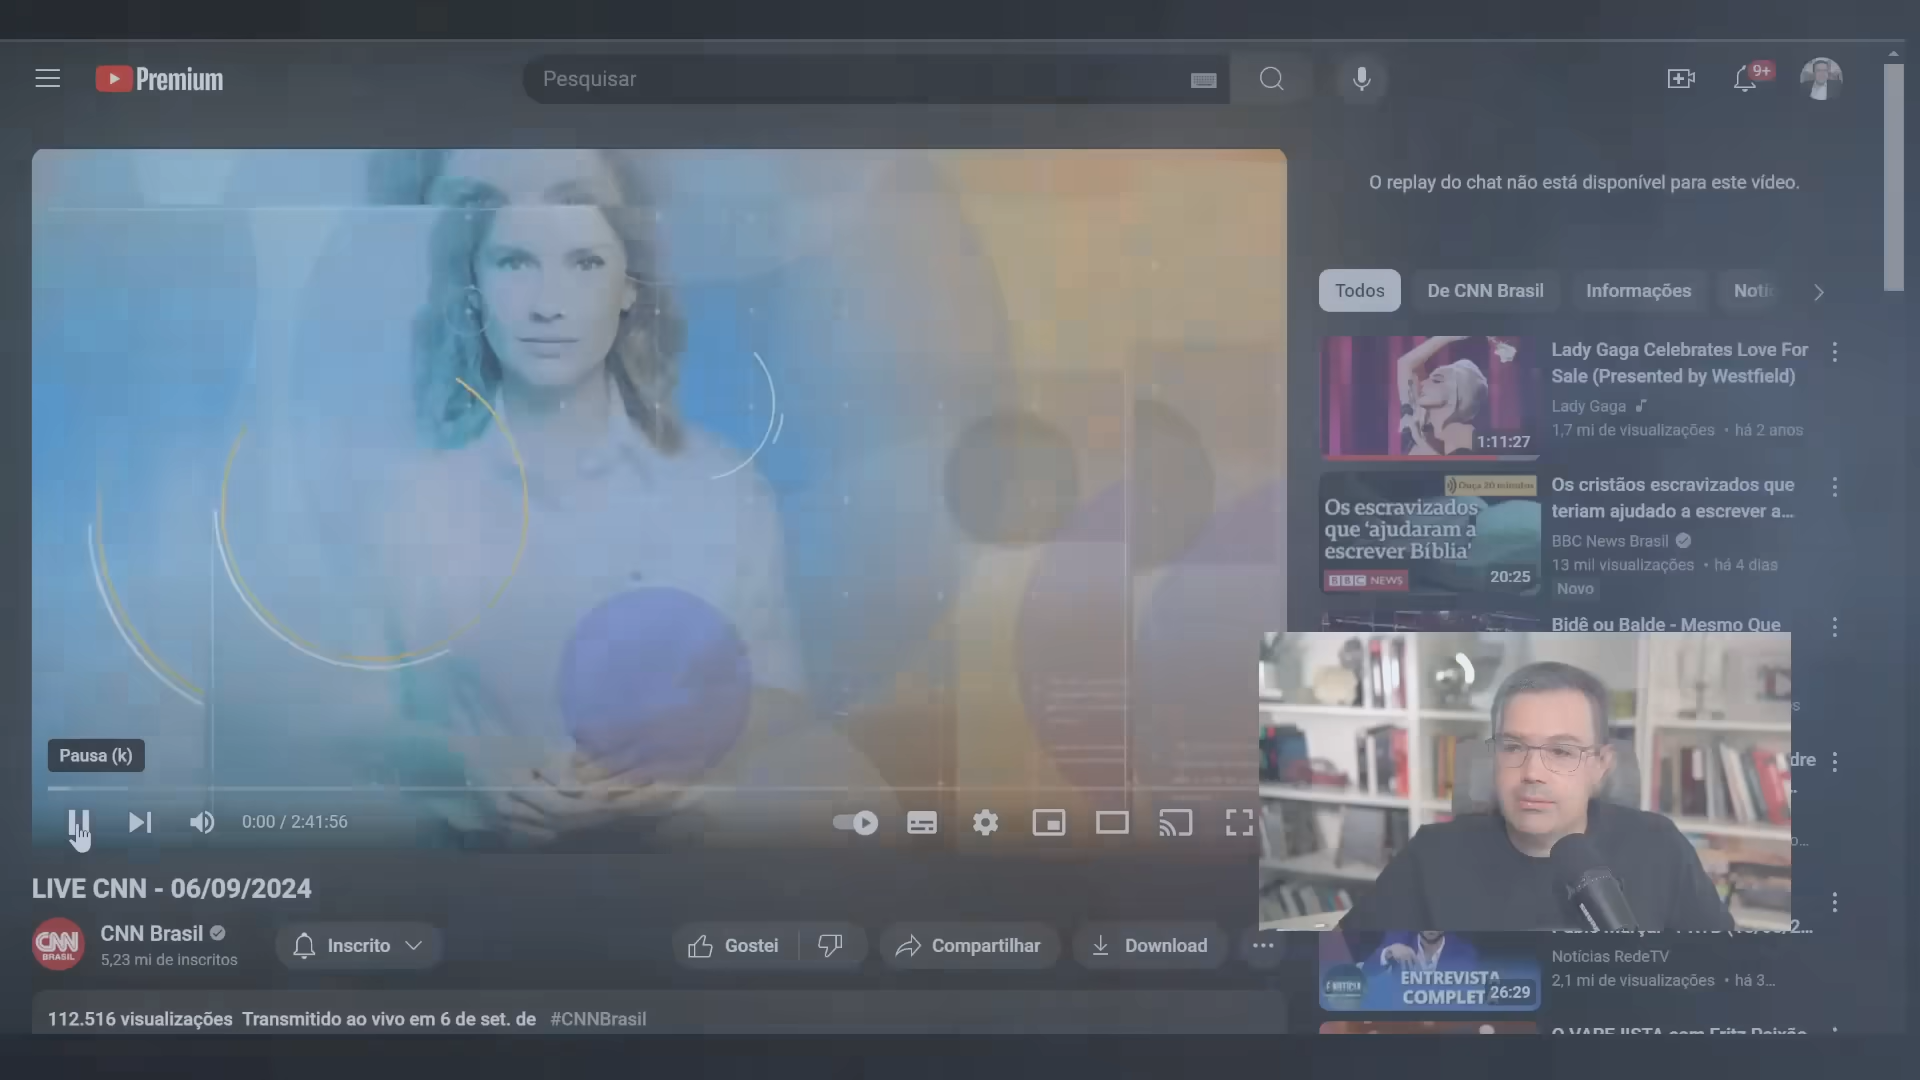 Premium
Pesquisar
9+
O replay do chat não está disponível para este vídeo.
Todos
De CNN Brasil
Informações
Lady Gaga Celebrates Love For
Sale (Presented by Westfield)
Lady Gaga
1,7 mi de visualizações • há 2 anos
1:11:27
Ouça 20 minutos
Os escravizados
que 'ajudaram a
escrever Bíblia'
BBC NEWS
20:25
Os cristãos escravizados que
teriam ajudado a escrever a...
BBC News Brasil
13 mil visualizações • há 4 dias
Novo
Bidê ou Balde - Mesmo Que
dre
Pausa (k)
0:00 / 2:41:56
LIVE CNN - 06/09/2024
CNN BRASIL
CNN Brasil
5,23 mi de inscritos
Inscrito
Gostei
Compartilhar
Download
ENTREVISTA
COMPLET
26:29
Notícias RedeTV
2,1 mi de visualizações • há 3...
112.516 visualizações Transmitido ao vivo em 6 de set. de #CNNBrasil